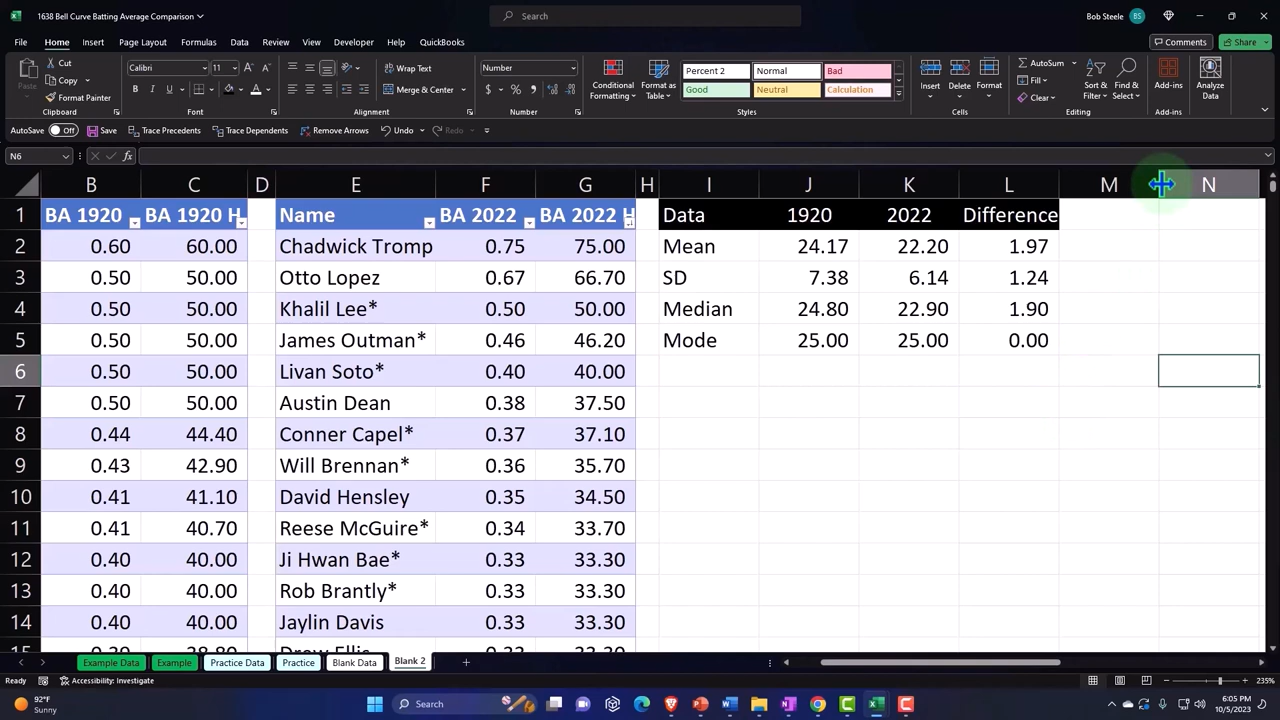 1638 Bell Curve Batting Average Comparison
Search
Bob Steele BS
File Home Insert Page Layout Formulas Data Review View Developer Help QuickBooks
Comments Share
Paste Cut Copy Format Painter
Clipboard
Calibri 11
B I U
Font
Wrap Text
Merge & Center
Alignment
Number
$ % ,
Number
Conditional Formatting
Format as Table
Percent 2 Normal Bad
Good Neutral Calculation
Styles
Insert Delete Format
Cells
AutoSum
Fill
Clear
Sort & Filter
Find & Select
Editing
Add-ins
Add-ins
Analyze Data
AutoSave Off Save Trace Precedents Trace Dependents Remove Arrows Undo Redo
N6 fx
B C D E F G H I J K L M N
1 BA 1920 BA 1920 H Name BA 2022 BA 2022 H Data 1920 2022 Difference
2 0.60 60.00 Chadwick Tromp 0.75 75.00 Mean 24.17 22.20 1.97
3 0.50 50.00 Otto Lopez 0.67 66.70 SD 7.38 6.14 1.24
4 0.50 50.00 Khalil Lee* 0.50 50.00 Median 24.80 22.90 1.90
5 0.50 50.00 James Outman* 0.46 46.20 Mode 25.00 25.00 0.00
6 0.50 50.00 Livan Soto* 0.40 40.00
7 0.50 50.00 Austin Dean 0.38 37.50
8 0.44 44.40 Conner Capel* 0.37 37.10
9 0.43 42.90 Will Brennan* 0.36 35.70
10 0.41 41.10 David Hensley 0.35 34.50
11 0.41 40.70 Reese McGuire* 0.34 33.70
12 0.40 40.00 Ji Hwan Bae* 0.33 33.30
13 0.40 40.00 Rob Brantly* 0.33 33.30
14 0.40 40.00 Jaylin Davis 0.33 33.30
15 0.39 38.80 Drew Ellis 0.33 33.30
Example Data Example Practice Data Practice Blank Data Blank 2
Ready Accessibility: Investigate 235%
92°F
Sunny
Search
6:05 PM
10/5/2023